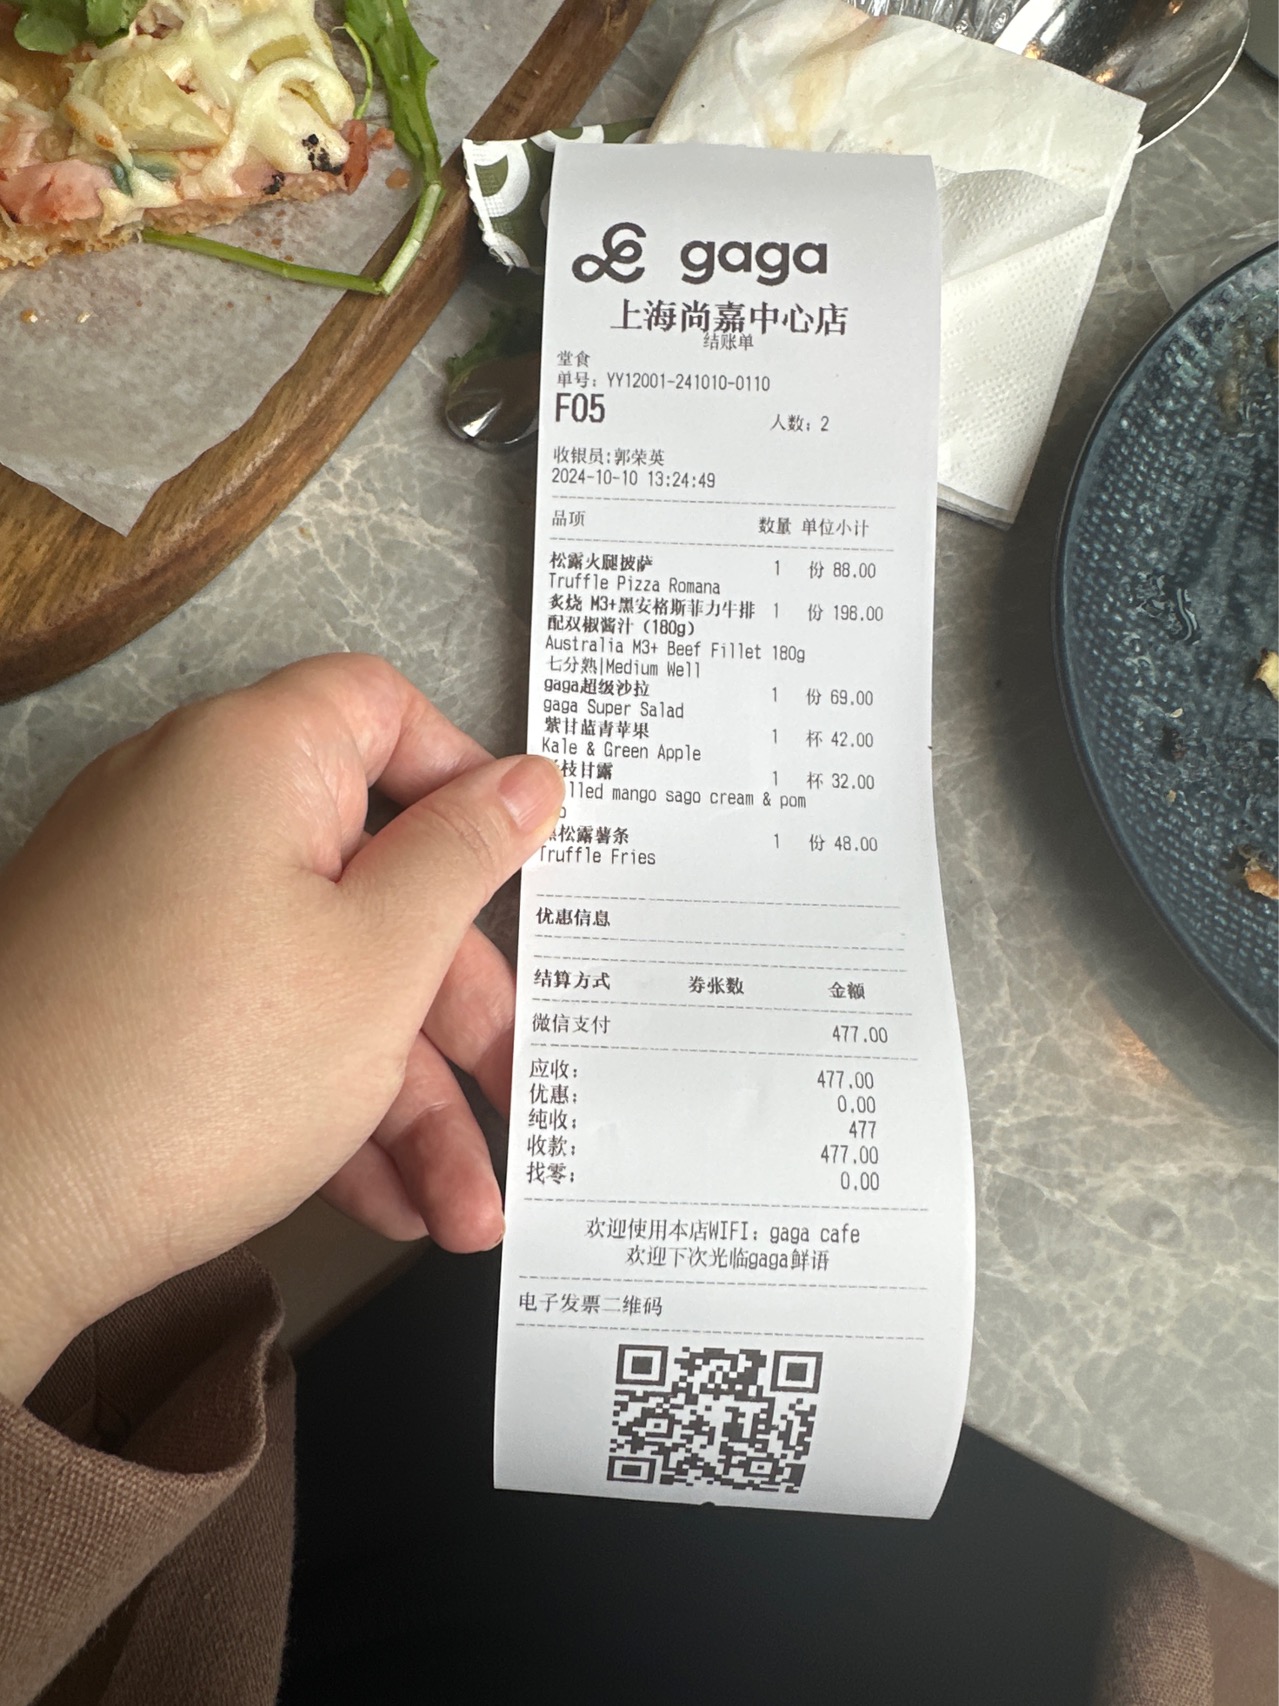 gaga
上海尚嘉中心店
结账单
堂食
单号: YY12001-241010-0110
F05 人数: 2
收银员:郭荣英
2024-10-10 13:24:49
品项 数量 单位小计
松露火腿披萨 1 份 88.00
Truffle Pizza Romana
炙烧 M3+黑安格斯菲力牛排 1 份 198.00
配双椒酱汁 (180g)
Australia M3+ Beef Fillet 180g
七分熟|Medium Well
gaga超级沙拉 1 份 69.00
gaga Super Salad
紫甘蓝青苹果 1 杯 42.00
Kale & Green Apple
枝甘露 1 杯 32.00
lled mango sago cream & pom
o
松露薯条 1 份 48.00
Truffle Fries
优惠信息
结算方式 券张数 金额
微信支付 477.00
应收: 477.00
优惠: 0.00
纯收: 477
收款: 477.00
找零: 0.00
欢迎使用本店WIFI: gaga cafe
欢迎下次光临gaga鲜语
电子发票二维码